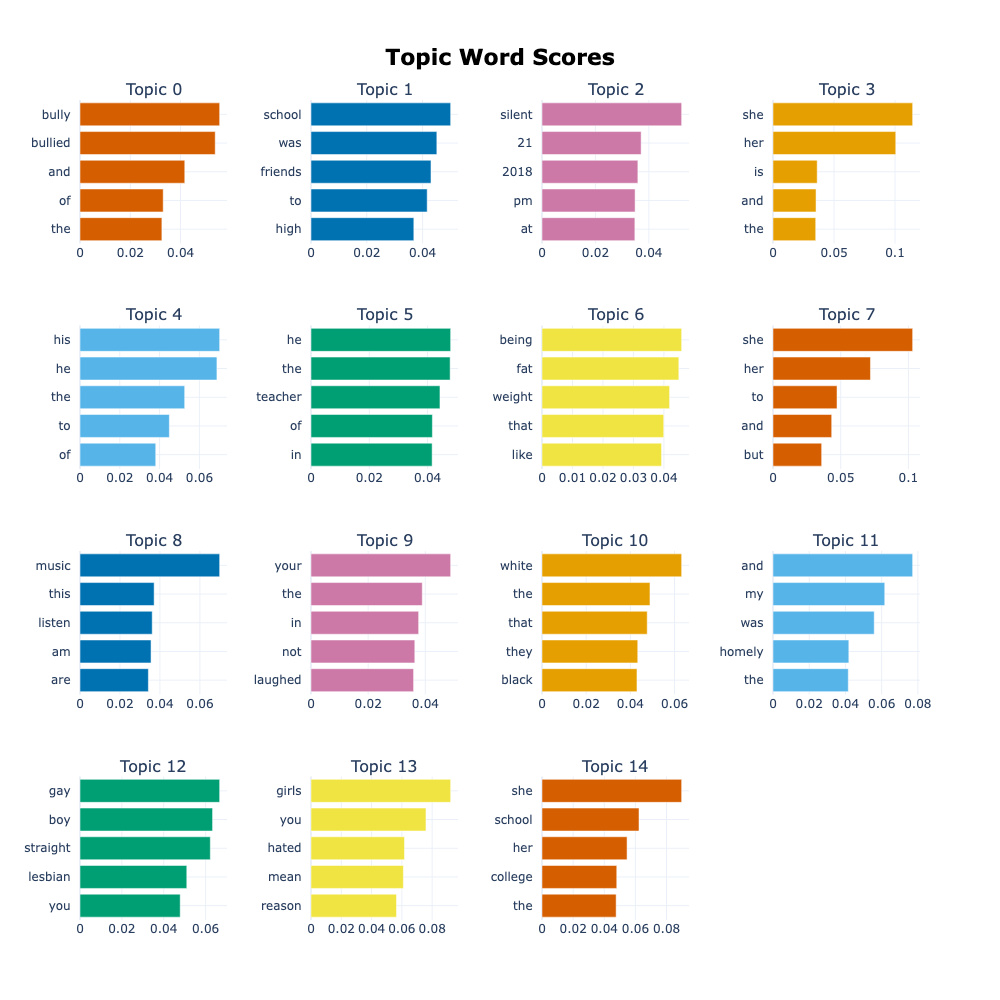 Topic Word Scores
Topic 0
bully
bullied
and
of
the
0 0.02 0.04
Topic 1
school
was
friends
to
high
0 0.02 0.04
Topic 2
silent
21
2018
pm
at
0 0.02 0.04
Topic 3
she
her
is
and
the
0 0.05 0.1
Topic 4
his
he
the
to
of
0 0.02 0.04 0.06
Topic 5
he
the
teacher
of
in
0 0.02 0.04
Topic 6
being
fat
weight
that
like
0 0.01 0.02 0.03 0.04
Topic 7
she
her
to
and
but
0 0.05 0.1
Topic 8
music
this
listen
am
are
0 0.02 0.04 0.06
Topic 9
your
the
in
not
laughed
0 0.02 0.04
Topic 10
white
the
that
they
black
0 0.02 0.04 0.06
Topic 11
and
my
was
homely
the
0 0.02 0.04 0.06 0.08
Topic 12
gay
boy
straight
lesbian
you
0 0.02 0.04 0.06
Topic 13
girls
you
hated
mean
reason
0 0.02 0.04 0.06 0.08
Topic 14
she
school
her
college
the
0 0.02 0.04 0.06 0.08